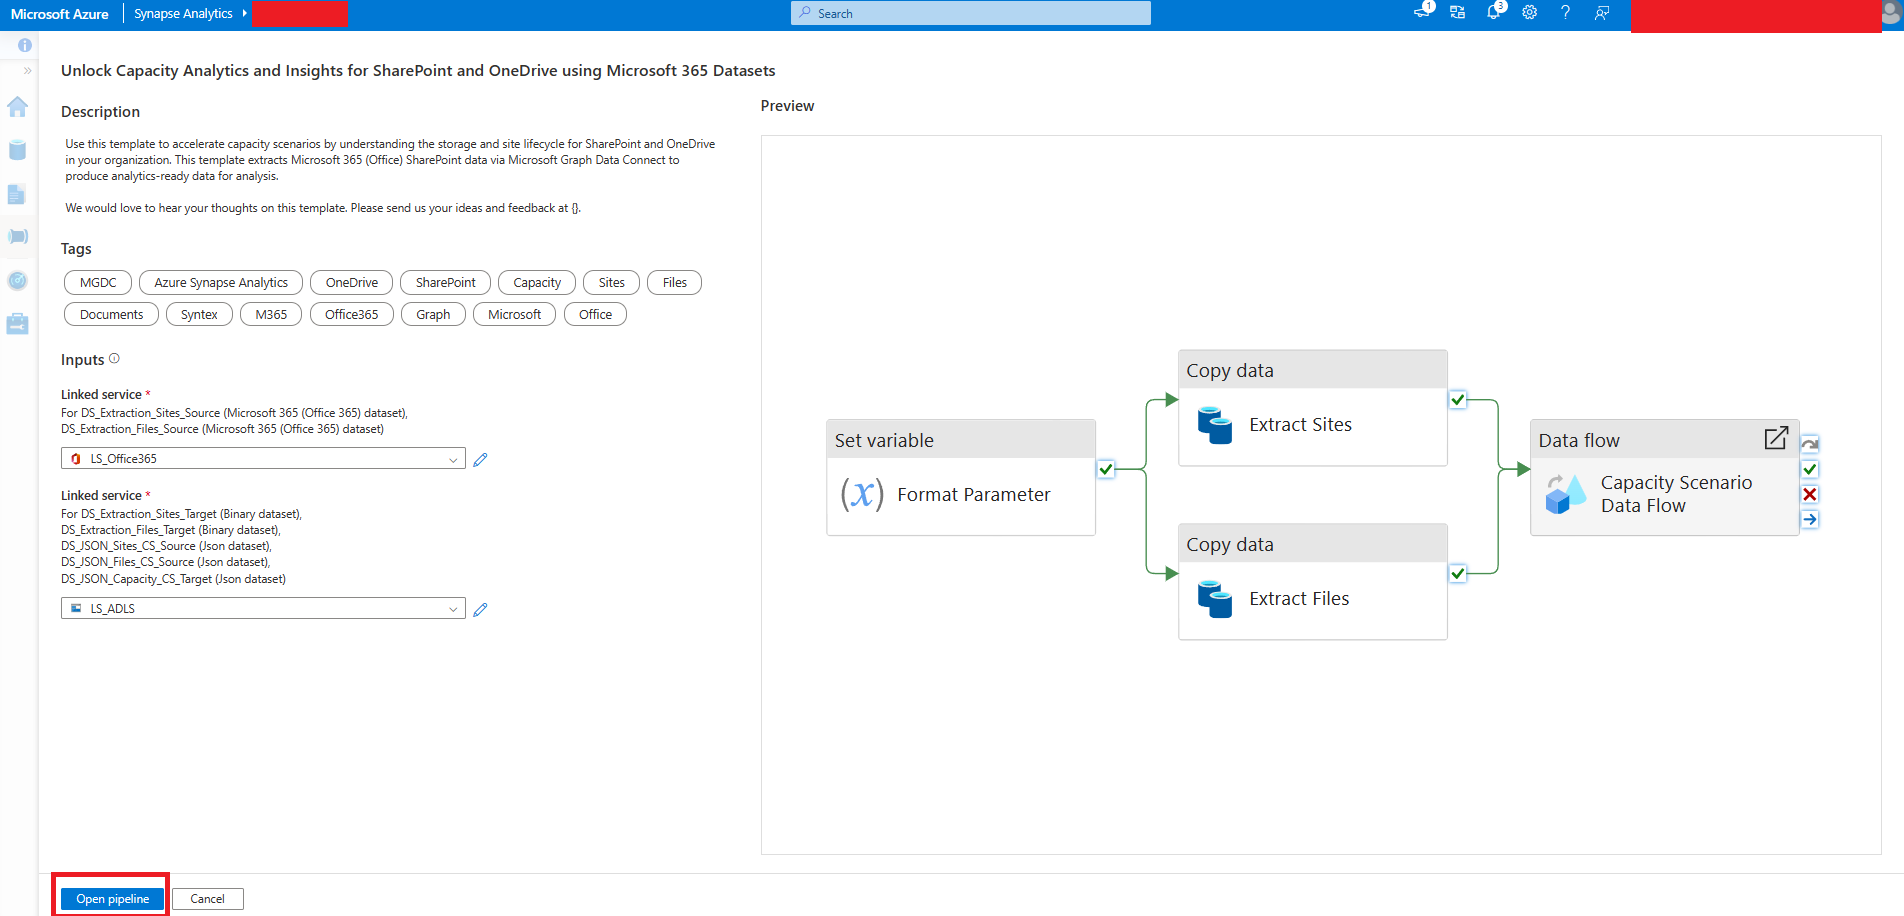 Microsoft Azure
Synapse Analytics
Search
1
3
Unlock Capacity Analytics and Insights for SharePoint and OneDrive using Microsoft 365 Datasets
Description
Use this template to accelerate capacity scenarios by understanding the storage and site lifecycle for SharePoint and OneDrive
in your organization. This template extracts Microsoft 365 (Office) SharePoint data via Microsoft Graph Data Connect to
produce analytics-ready data for analysis.
We would love to hear your thoughts on this template. Please send us your ideas and feedback at {}.
Tags
MGDC Azure Synapse Analytics OneDrive SharePoint Capacity Sites Files
Documents Syntex M365 Office365 Graph Microsoft Office
Inputs
Linked service *
For DS_Extraction_Sites_Source (Microsoft 365 (Office 365) dataset),
DS_Extraction_Files_Source (Microsoft 365 (Office 365) dataset)
LS_Office365
Linked service *
For DS_Extraction_Sites_Target (Binary dataset),
DS_Extraction_Files_Target (Binary dataset),
DS_JSON_Sites_CS_Source (Json dataset),
DS_JSON_Files_CS_Source (Json dataset),
DS_JSON_Capacity_CS_Target (Json dataset)
LS_ADLS
Open pipeline
Cancel
Preview
Set variable
(x) Format Parameter
Copy data
Extract Sites
Copy data
Extract Files
Data flow
Capacity Scenario
Data Flow